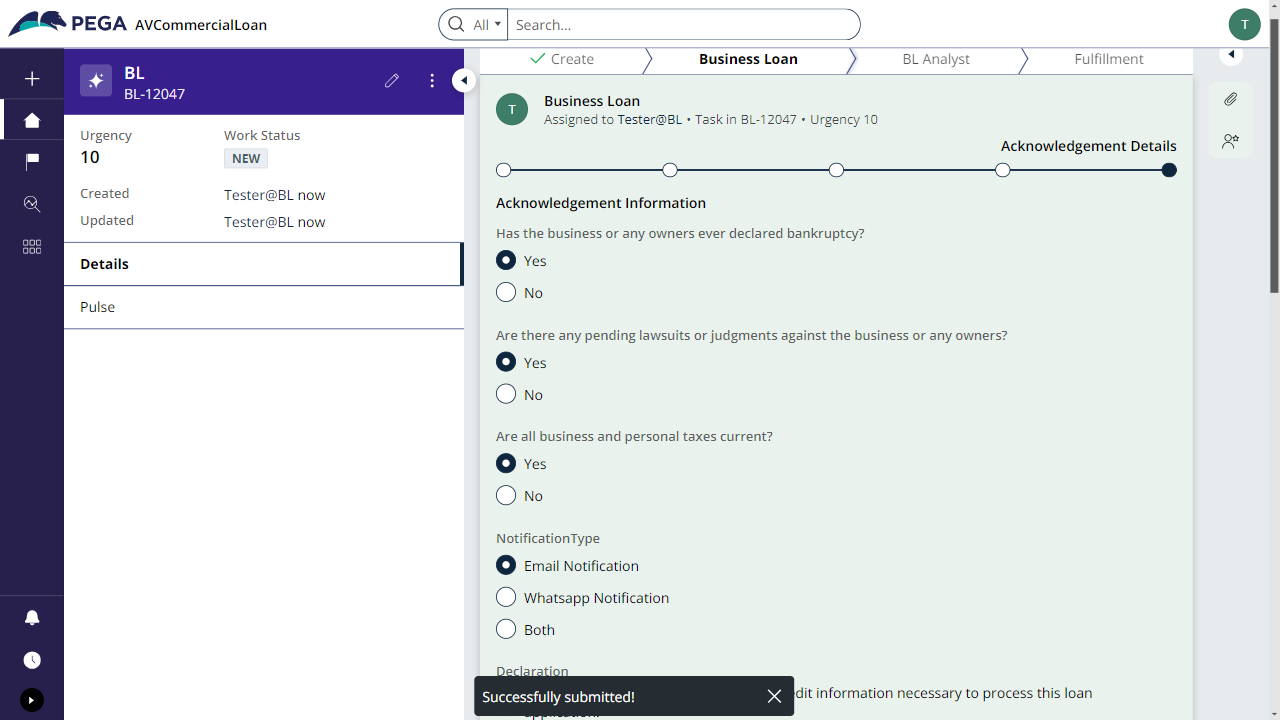 PEGA AVCommercialLoan
All
Search...
T
BL
BL-12047
Urgency
10
Work Status
NEW
Created
Tester@BL now
Updated
Tester@BL now
Details
Pulse
Create
Business Loan
BL Analyst
Fulfillment
T
Business Loan
Assigned to Tester@BL • Task in BL-12047 • Urgency 10
Acknowledgement Details
Acknowledgement Information
Has the business or any owners ever declared bankruptcy?
Yes
No
Are there any pending lawsuits or judgments against the business or any owners?
Yes
No
Are all business and personal taxes current?
Yes
No
NotificationType
Email Notification
Whatsapp Notification
Both
Declaration
information necessary to process this loan
Successfully submitted!